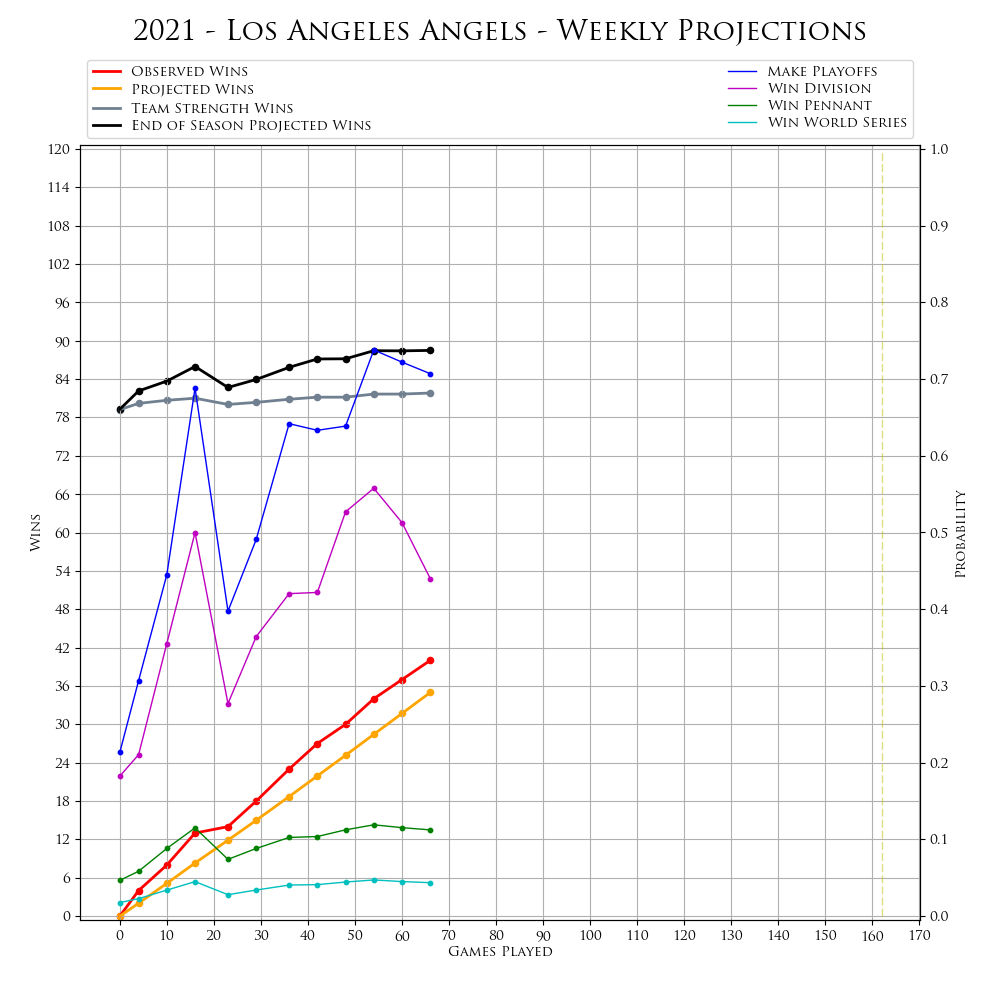 2021 - Los Angeles Angels - Weekly Projections
Observed Wins
Projected Wins
Team Strength Wins
End of Season Projected Wins
Make Playoffs
Win Division
Win Pennant
Win World Series
120
114
108
102
96
90
84
78
72
66
60
54
48
42
36
30
24
18
12
6
0
Wins
1.0
0.9
0.8
0.7
0.6
0.5
0.4
0.3
0.2
0.1
0.0
Probability
0 10 20 30 40 50 60 70 80 90 100 110 120 130 140 150 160 170
Games Played